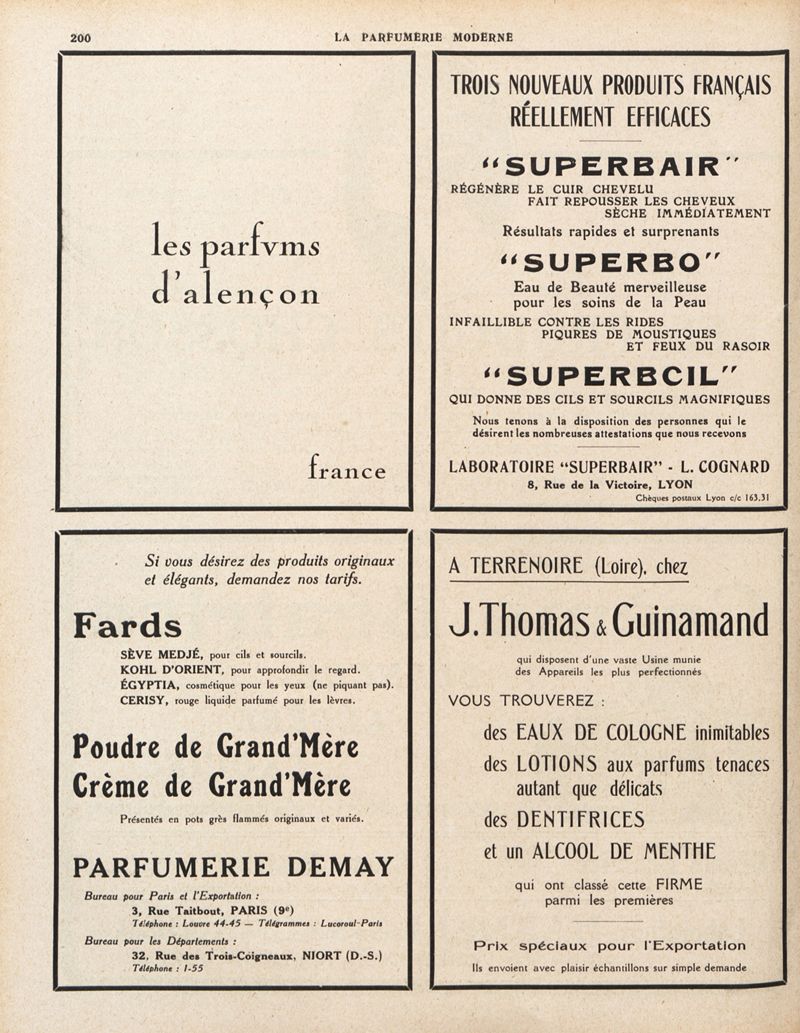 200
LA PARFUMERIE MODERNE
les parfvms
d'alençon
france
TROIS NOUVEAUX PRODUITS FRANÇAIS
RÉELLEMENT EFFICACES
"SUPERBAIR"
RÉGÉNÈRE LE CUIR CHEVELU
FAIT REPOUSSER LES CHEVEUX
SÈCHE IMMÉDIATEMENT
Résultats rapides et surprenants
"SUPERBO"
Eau de Beauté merveilleuse
pour les soins de la Peau
INFAILLIBLE CONTRE LES RIDES
PIQURES DE MOUSTIQUES
ET FEUX DU RASOIR
"SUPERBCIL"
QUI DONNE DES CILS ET SOURCILS MAGNIFIQUES
Nous tenons à la disposition des personnes qui le
désirent les nombreuses attestations que nous recevons
LABORATOIRE "SUPERBAIR" - L. COGNARD
8, Rue de la Victoire, LYON
Chèques postaux Lyon c/c 163.31
Si vous désirez des produits originaux
et élégants, demandez nos tarifs.
Fards
SÈVE MEDJÉ, pour cils et sourcils.
KOHL D'ORIENT, pour approfondir le regard.
ÉGYPTIA, cosmétique pour les yeux (ne piquant pas).
CERISY, rouge liquide parfumé pour les lèvres.
Poudre de Grand'Mère
Crème de Grand'Mère
Présentés en pots grès flammés originaux et variés.
PARFUMERIE DEMAY
Bureau pour Paris et l'Exportation :
3, Rue Taitbout, PARIS (9e)
Téléphone : Louvre 44-45 — Télégrammes : Lucoroul-Paris
Bureau pour les Départements :
32, Rue des Trois-Coigneaux, NIORT (D.-S.)
Téléphone : 1-55
A TERRENOIRE (Loire), chez
J. Thomas & Guinamand
qui disposent d'une vaste Usine munie
des Appareils les plus perfectionnés
VOUS TROUVEREZ :
des EAUX DE COLOGNE inimitables
des LOTIONS aux parfums tenaces
autant que délicats
des DENTIFRICES
et un ALCOOL DE MENTHE
qui ont classé cette FIRME
parmi les premières
Prix spéciaux pour l'Exportation
Ils envoient avec plaisir échantillons sur simple demande